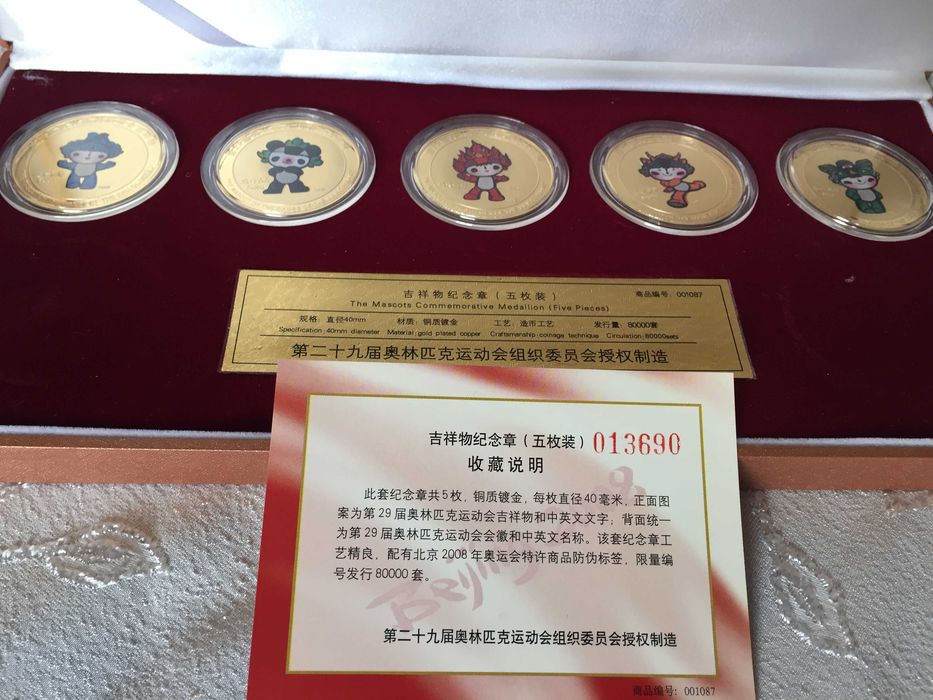 吉祥物纪念章（五枚装） 商品编号：001087
The Mascots Commemorative Medallion (Five Pieces)
规格：直径40mm 材质：铜质镀金 工艺：造币工艺 发行量：80000套
Specification:40mm diameter Material:gold plated copper Craftsmanship:coinage technique Circulation:80000sets
第二十九届奥林匹克运动会组织委员会授权制造
吉祥物纪念章（五枚装） 013690
收藏说明
此套纪念章共5枚，铜质镀金，每枚直径40毫米，正面图
案为第29届奥林匹克运动会吉祥物和中英文文字；背面统一
为第29届奥林匹克运动会会徽和中英文名称。该套纪念章工
艺精良，配有北京2008年奥运会特许商品防伪标签，限量编
号发行80000套。
Beijing 2008
第二十九届奥林匹克运动会组织委员会授权制造
商品编号：001087